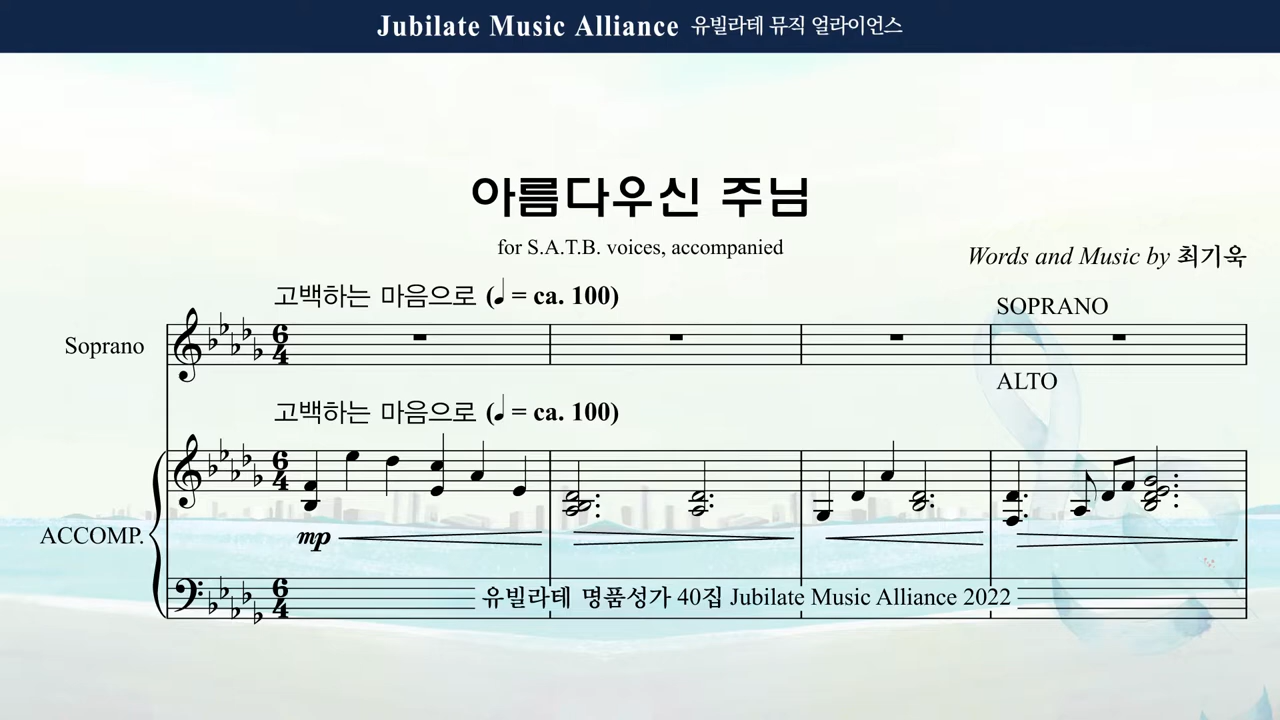 Jubilate Music Alliance 유빌라테 뮤직 얼라이언스
아름다우신 주님
for S.A.T.B. voices, accompanied
Words and Music by 최기욱
고백하는 마음으로 (♩ = ca. 100)
SOPRANO
Soprano
6
4
ALTO
고백하는 마음으로 (♩ = ca. 100)
6
4
mp
ACCOMP.
6
4
유빌라테 명품성가 40집 Jubilate Music Alliance 2022